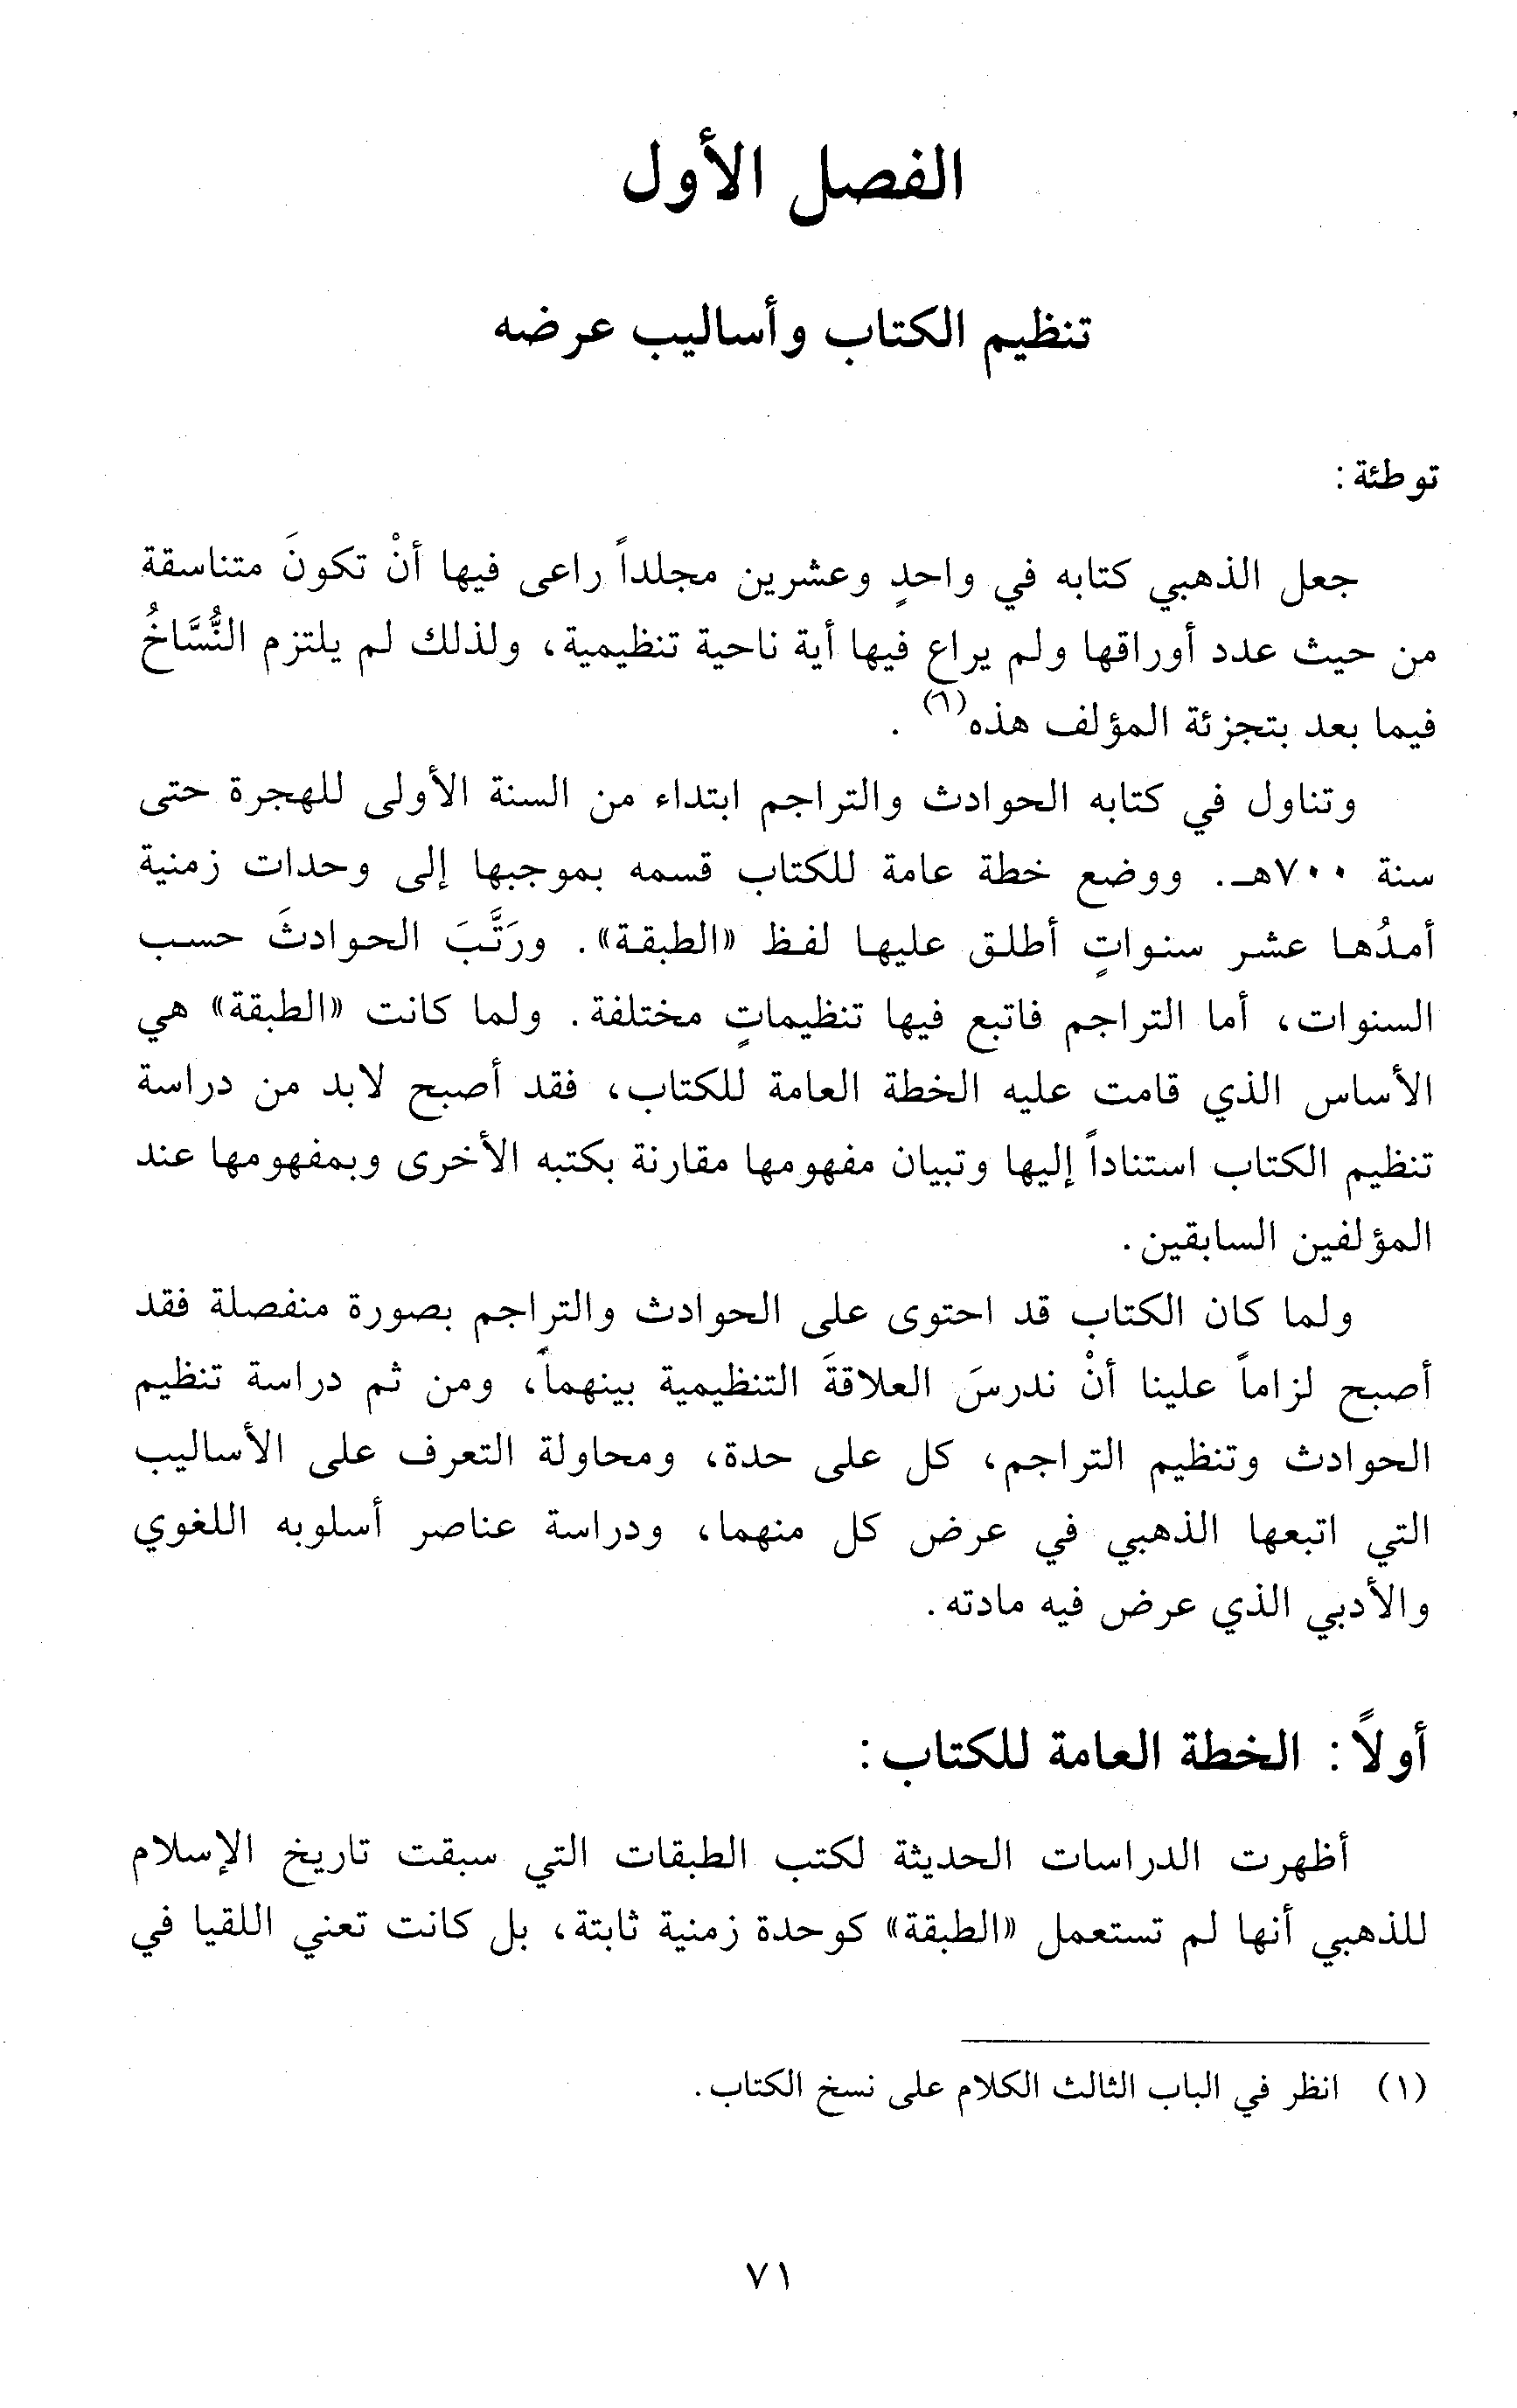 الفصل الأول
تنظيم الكتاب وأساليب عرضه
توطئة :
جعل الذهبي كتابه في واحدٍ وعشرين مجلداً راعى فيها أنْ تكونَ متناسقة
من حيث عدد أوراقها ولم يراع فيها أية ناحية تنظيمية، ولذلك لم يلتزم النُّسَّاخُ
فيما بعد بتجزئة المؤلف هذه(١) .
وتناول في كتابه الحوادث والتراجم ابتداء من السنة الأولى للهجرة حتى
سنة ٧٠٠هـ. ووضع خطة عامة للكتاب قسمه بموجبها إلى وحدات زمنية
أمدُها عشر سنواتٍ أطلق عليها لفظ «الطبقة». ورَتَّبَ الحوادثَ حسب
السنوات، أما التراجم فاتبع فيها تنظيماتٍ مختلفة. ولما كانت «الطبقة» هي
الأساس الذي قامت عليه الخطة العامة للكتاب، فقد أصبح لابد من دراسة
تنظيم الكتاب استناداً إليها وتبيان مفهومها مقارنة بكتبه الأخرى وبمفهومها عند
المؤلفين السابقين.
ولما كان الكتاب قد احتوى على الحوادث والتراجم بصورة منفصلة فقد
أصبح لزاماً علينا أنْ ندرسَ العلاقةَ التنظيمية بينهما، ومن ثم دراسة تنظيم
الحوادث وتنظيم التراجم، كل على حدة، ومحاولة التعرف على الأساليب
التي اتبعها الذهبي في عرض كل منهما، ودراسة عناصر أسلوبه اللغوي
والأدبي الذي عرض فيه مادته.
أولاً : الخطة العامة للكتاب :
أظهرت الدراسات الحديثة لكتب الطبقات التي سبقت تاريخ الإسلام
للذهبي أنها لم تستعمل «الطبقة» كوحدة زمنية ثابتة، بل كانت تعني اللقيا في
(١) انظر في الباب الثالث الكلام على نسخ الكتاب.
٧١